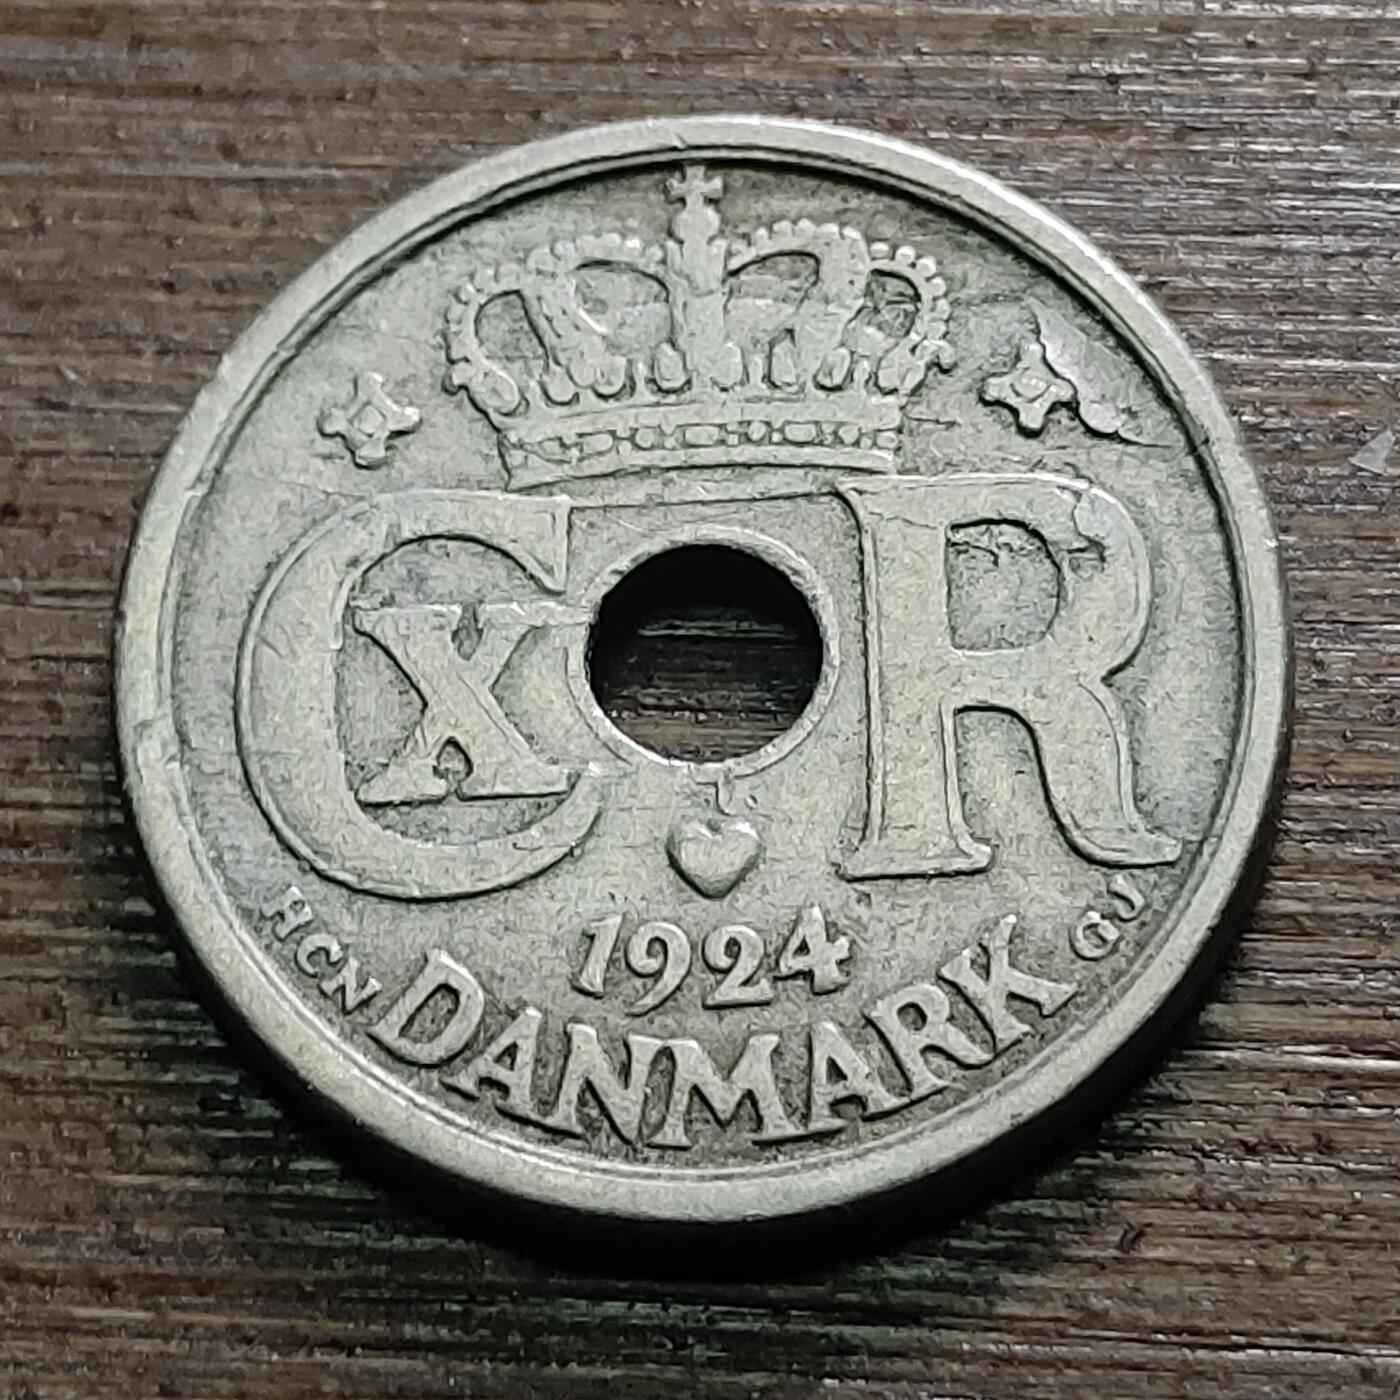 CXR
1924
HCN DANMARK GJ